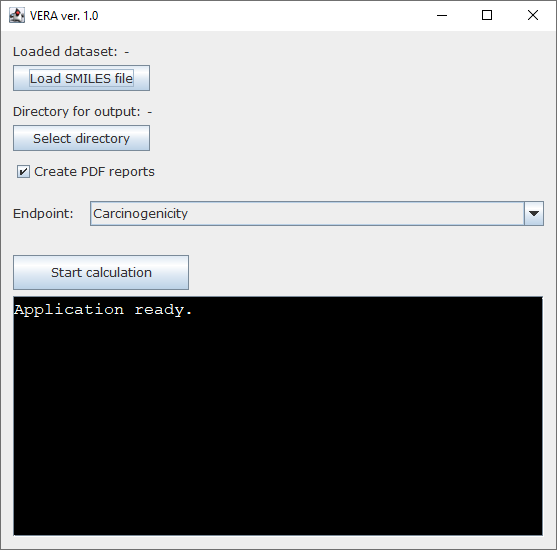 VERA ver. 1.0
Loaded dataset: -
Load SMILES file
Directory for output: -
Select directory
Create PDF reports
Endpoint: Carcinogenicity
Start calculation
Application ready.